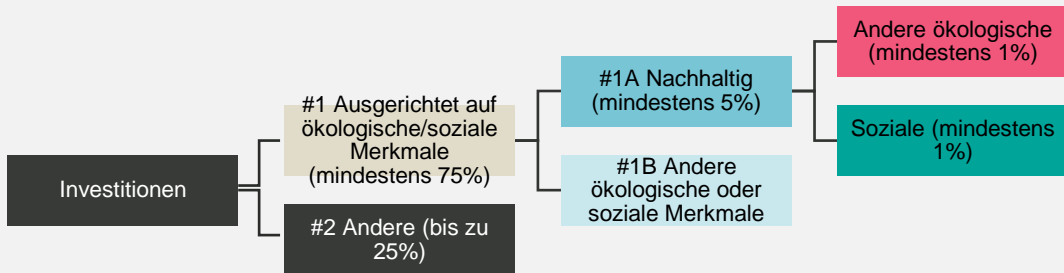 Investitionen
#1 Ausgerichtet auf
ökologische/soziale
Merkmale
(mindestens 75%)
#2 Andere (bis zu
25%)
#1A Nachhaltig
(mindestens 5%)
#1B Andere
ökologische oder
soziale Merkmale
Andere ökologische
(mindestens 1%)
Soziale (mindestens
1%)